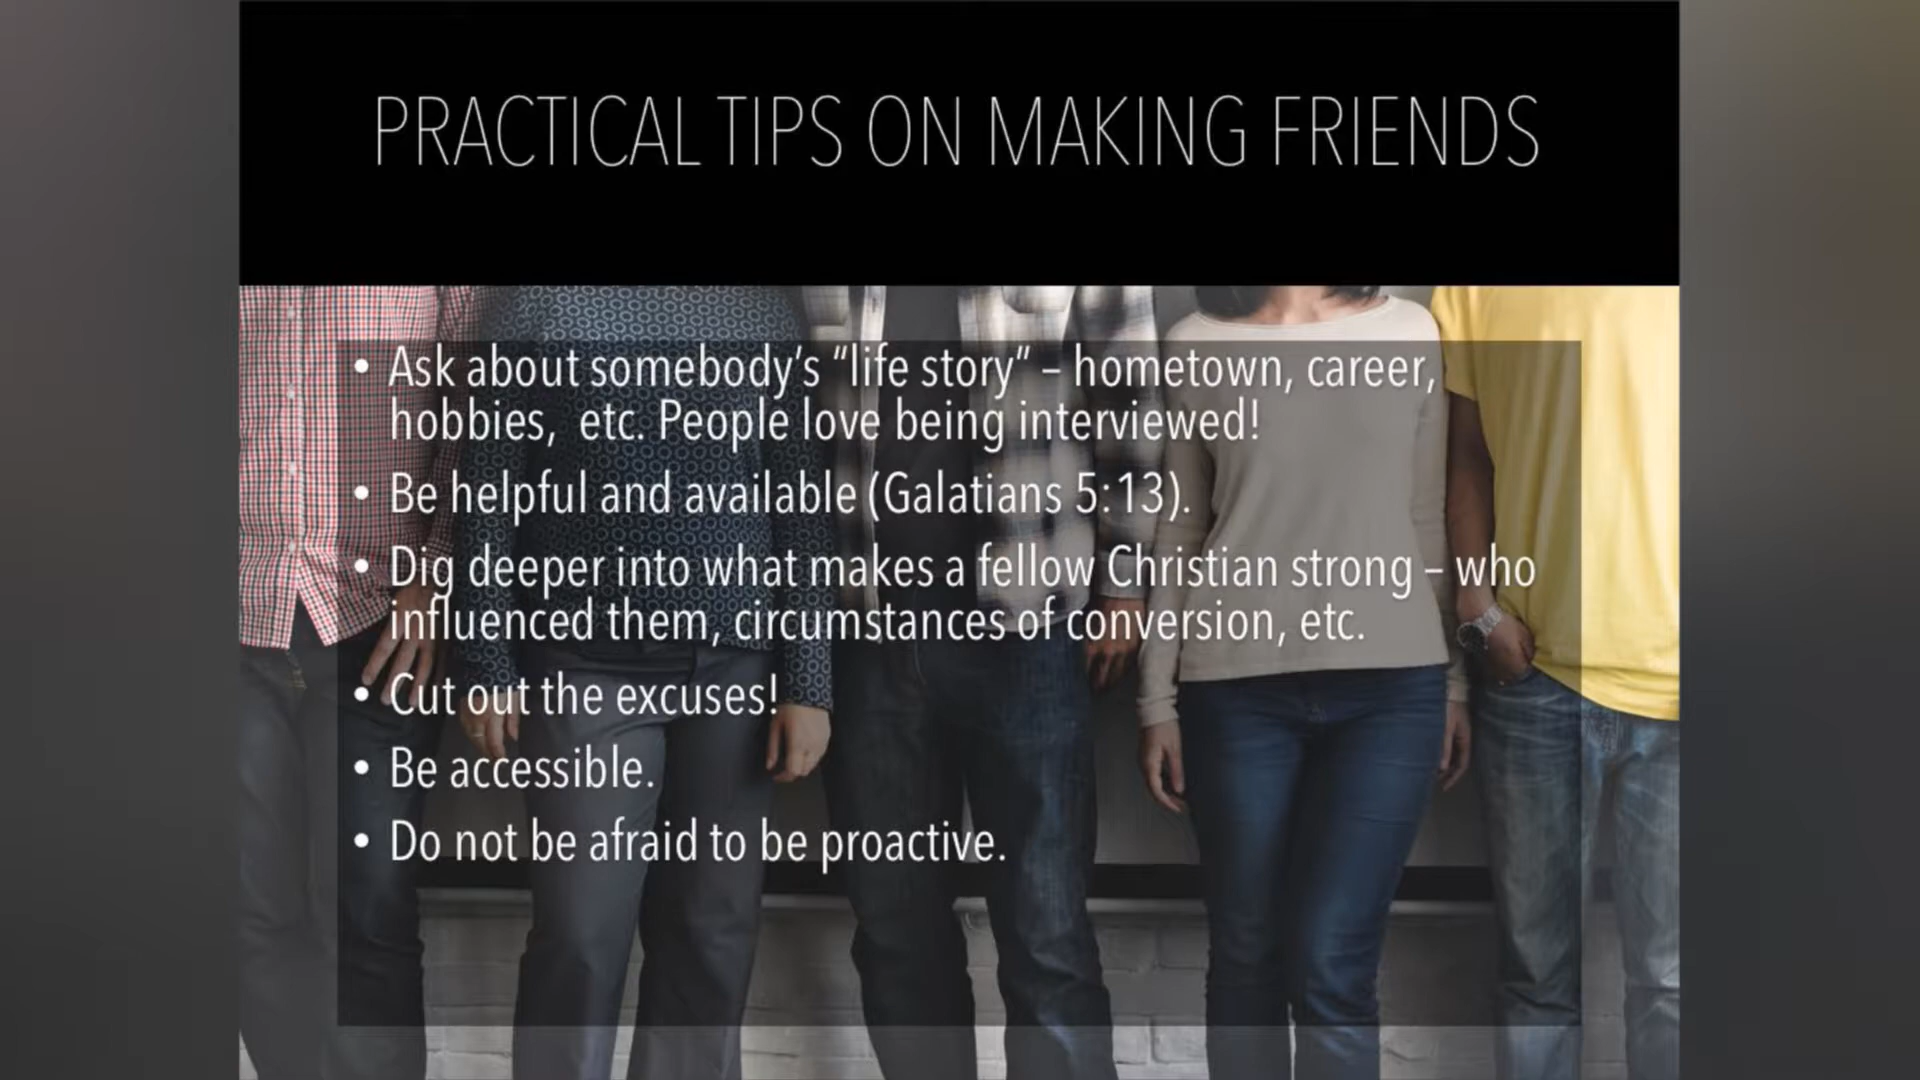 PRACTICAL TIPS ON MAKING FRIENDS
• Ask about somebody’s “life story” – hometown, career,
hobbies,  etc. People love being interviewed!
• Be helpful and available (Galatians 5:13).
• Dig deeper into what makes a fellow Christian strong – who
influenced them, circumstances of conversion, etc.
• Cut out the excuses!
• Be accessible.
• Do not be afraid to be proactive.